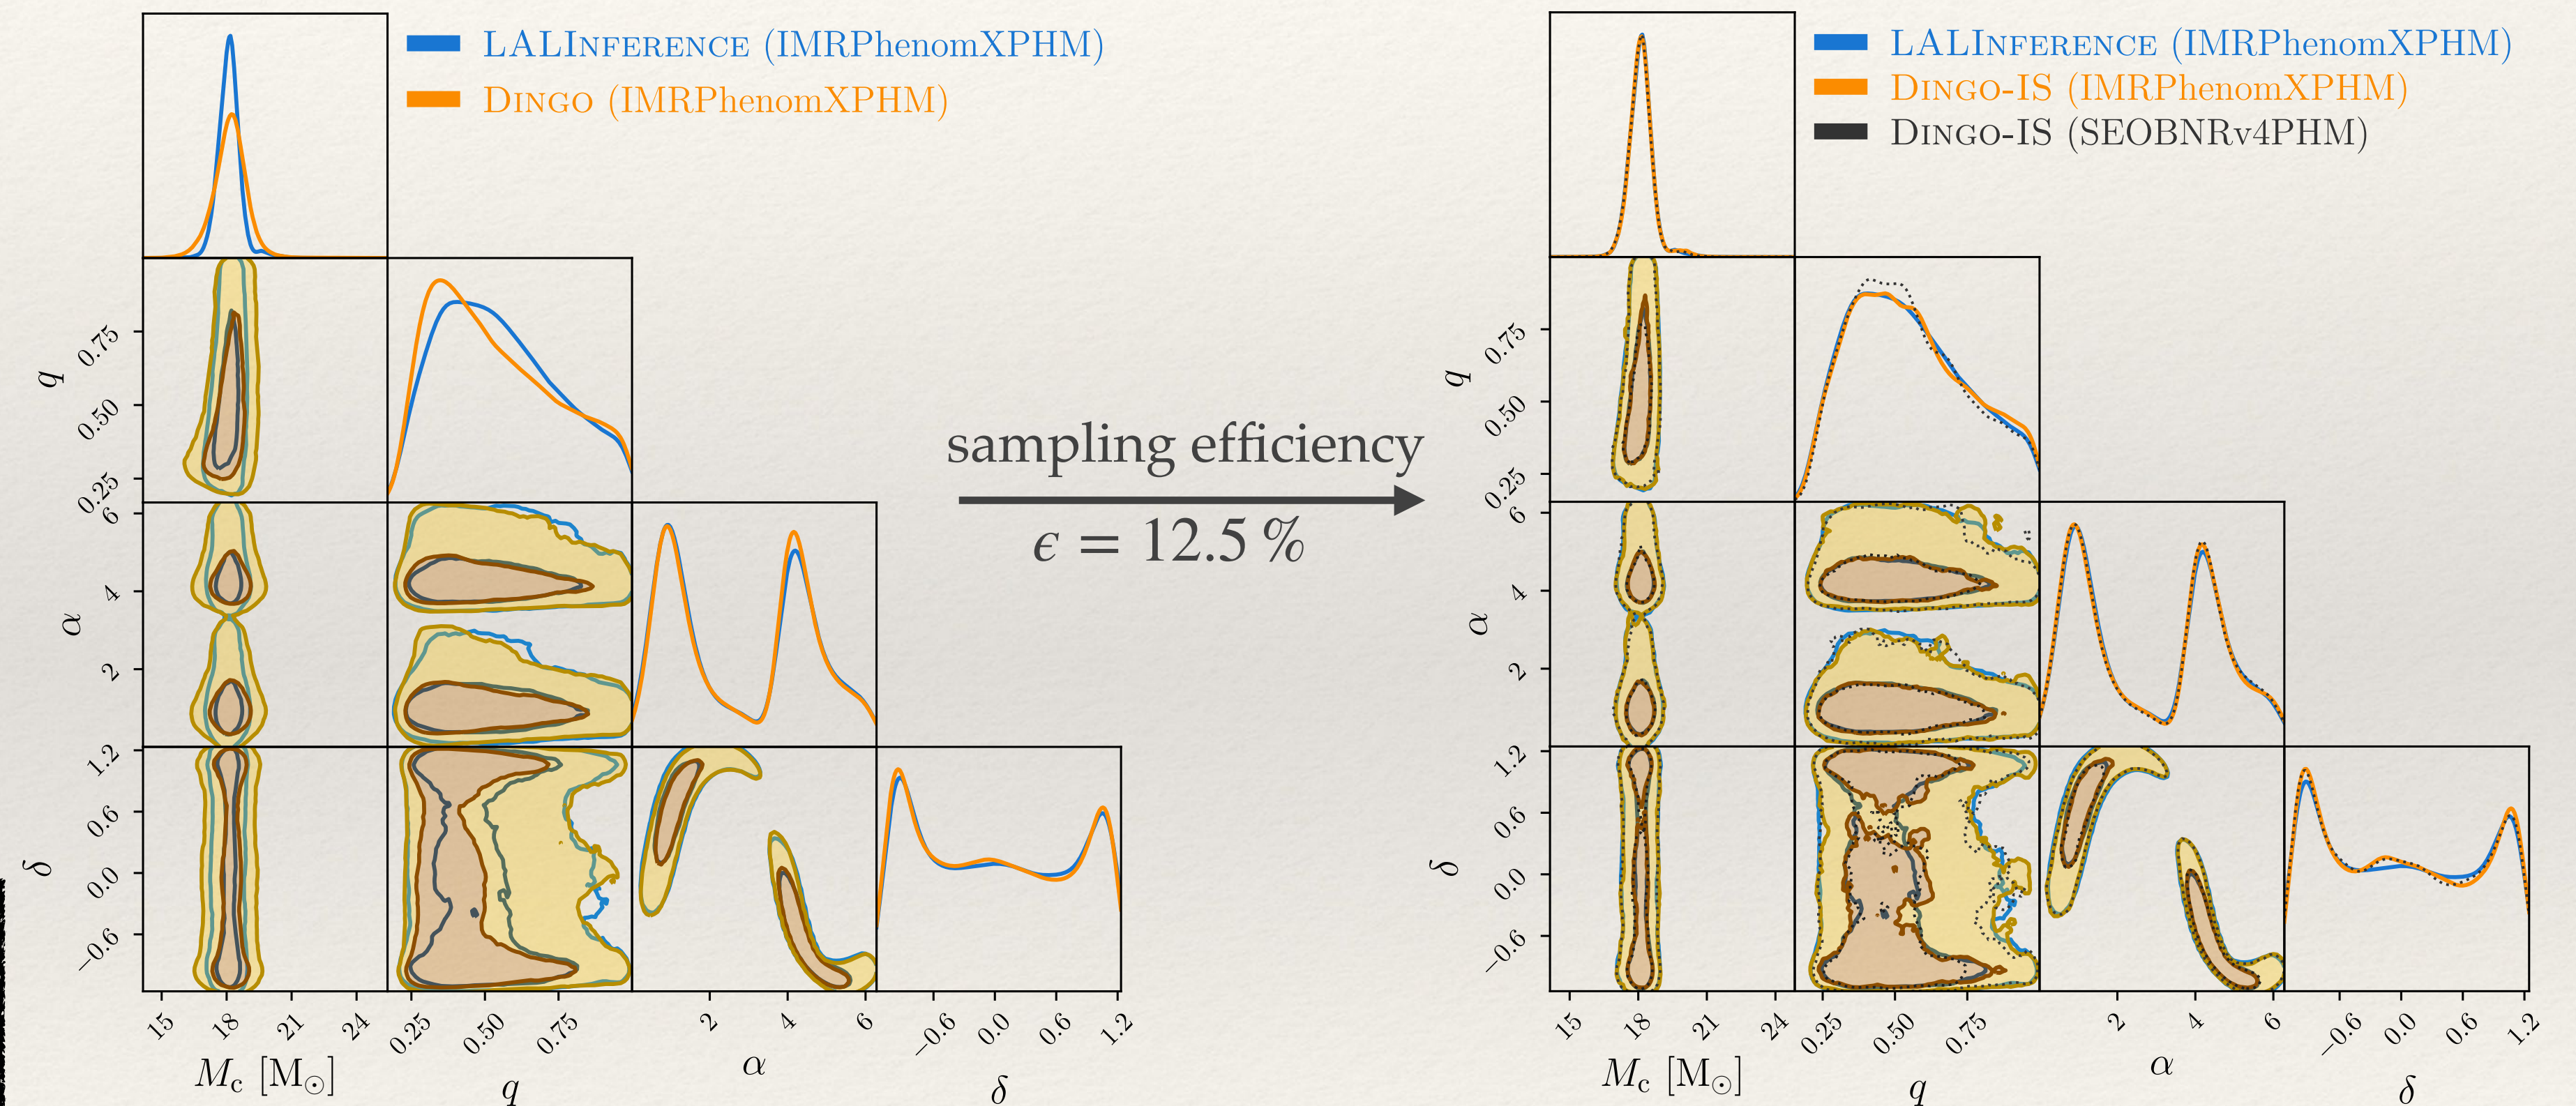 LALInference (IMRPhenomXPHM)
Dingo (IMRPhenomXPHM)
q
0.75
0.50
0.25
α
6
4
2
δ
1.2
0.6
0.0
−0.6
15 18 21 24
0.25 0.50 0.75
2 4 6
−0.6 0.0 0.6 1.2
M_c [M_☉]
q
α
δ
sampling efficiency
ϵ = 12.5 %
LALInference (IMRPhenomXPHM)
Dingo-IS (IMRPhenomXPHM)
Dingo-IS (SEOBNRv4PHM)
q
0.75
0.50
0.25
α
6
4
2
δ
1.2
0.6
0.0
−0.6
15 18 21 24
0.25 0.50 0.75
2 4 6
−0.6 0.0 0.6 1.2
M_c [M_☉]
q
α
δ